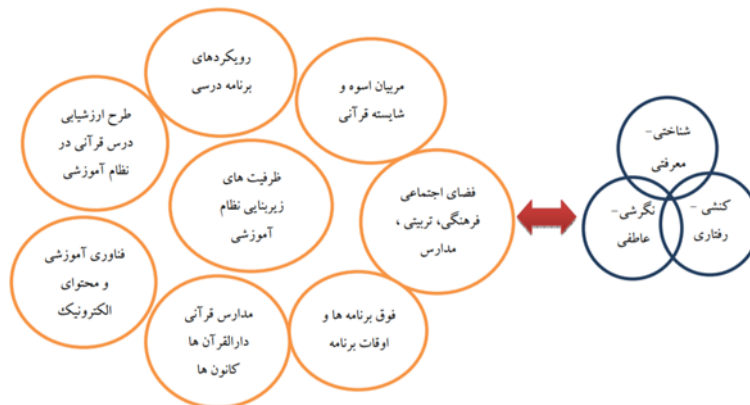 رویکردهای
برنامه درسی
مربیان اسوه و
شایسته قرآنی
طرح ارزشیابی
درس قرآنی در
نظام آموزشی
ظرفیت های
زیربنایی نظام
آموزشی
فضای اجتماعی
فرهنگی، تربیتی ،
مدارس
فناوری آموزشی
و محتوای
الکترونیک
مدارس قرآنی
دارالقرآن ها
کانون ها
فوق برنامه ها و
اوقات برنامه
شناختی-
معرفتی
کنشی -
رفتاری
نگرشی-
عاطفی